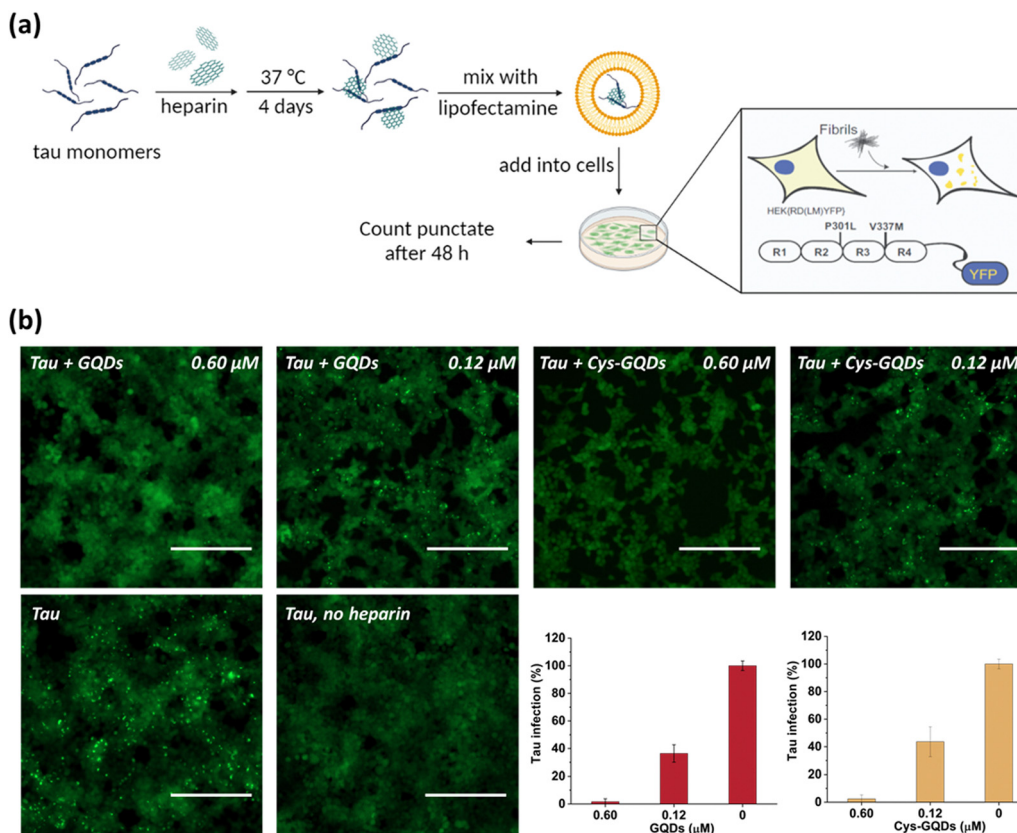 (a)
tau monomers
heparin
37 °C
4 days
mix with
lipofectamine
add into cells
Count punctate
after 48 h
Fibrils
HEK{RD(LM)YFP}
P301L V337M
R1 R2 R3 R4
YFP
(b)
Tau + GQDs 0.60 µM
Tau + GQDs 0.12 µM
Tau + Cys-GQDs 0.60 µM
Tau + Cys-GQDs 0.12 µM
Tau
Tau, no heparin
Tau infection (%)
120
100
80
60
40
20
0
0.60 0.12 0
GQDs (µM)
Tau infection (%)
120
100
80
60
40
20
0
0.60 0.12 0
Cys-GQDs (µM)